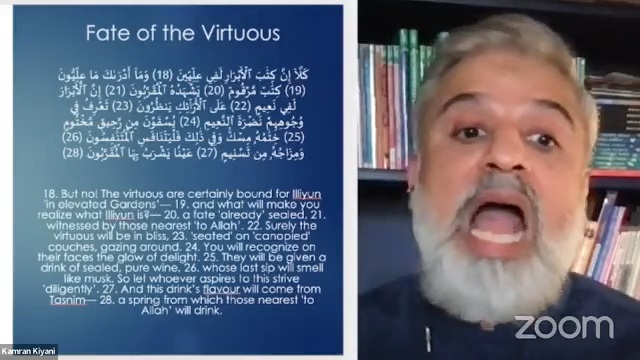 Fate of the Virtuous
كَلَّآ إِنَّ كِتَٰبَ ٱلْأَبْرَارِ لَفِى عِلِّيِّينَ (18) وَمَآ أَدْرَىٰكَ مَا عِلِّيُّونَ
(19) كِتَٰبٌ مَّرْقُومٌ (20) يَشْهَدُهُ ٱلْمُقَرَّبُونَ (21) إِنَّ ٱلْأَبْرَارَ
لَفِى نَعِيمٍ (22) عَلَى ٱلْأَرَآئِكِ يَنظُرُونَ (23) تَعْرِفُ فِى
وُجُوهِهِمْ نَضْرَةَ ٱلنَّعِيمِ (24) يُسْقَوْنَ مِن رَّحِيقٍ مَّخْتُومٍ
(25) خِتَٰمُهُۥ مِسْكٌ وَفِى ذَٰلِكَ فَلْيَتَنَافَسِ ٱلْمُتَنَٰفِسُونَ (26)
وَمِزَاجُهُۥ مِن تَسْنِيمٍ (27) عَيْنًا يَشْرَبُ بِهَا ٱلْمُقَرَّبُونَ (28)
18. But no! The virtuous are certainly bound for Illiyun
'in elevated Gardens'— 19. and what will make you
realize what Illiyun is?— 20. a fate 'already' sealed, 21.
witnessed by those nearest 'to Allah'. 22. Surely the
virtuous will be in bliss, 23. 'seated' on 'canopied'
couches, gazing around. 24. You will recognize on
their faces the glow of delight. 25. They will be given a
drink of sealed, pure wine, 26. whose last sip will smell
like musk. So let whoever aspires to this strive
'diligently'. 27. And this drink's flavour will come from
Tasnim— 28. a spring from which those nearest 'to
Allah' will drink.
Kamran Kiyani
zoom